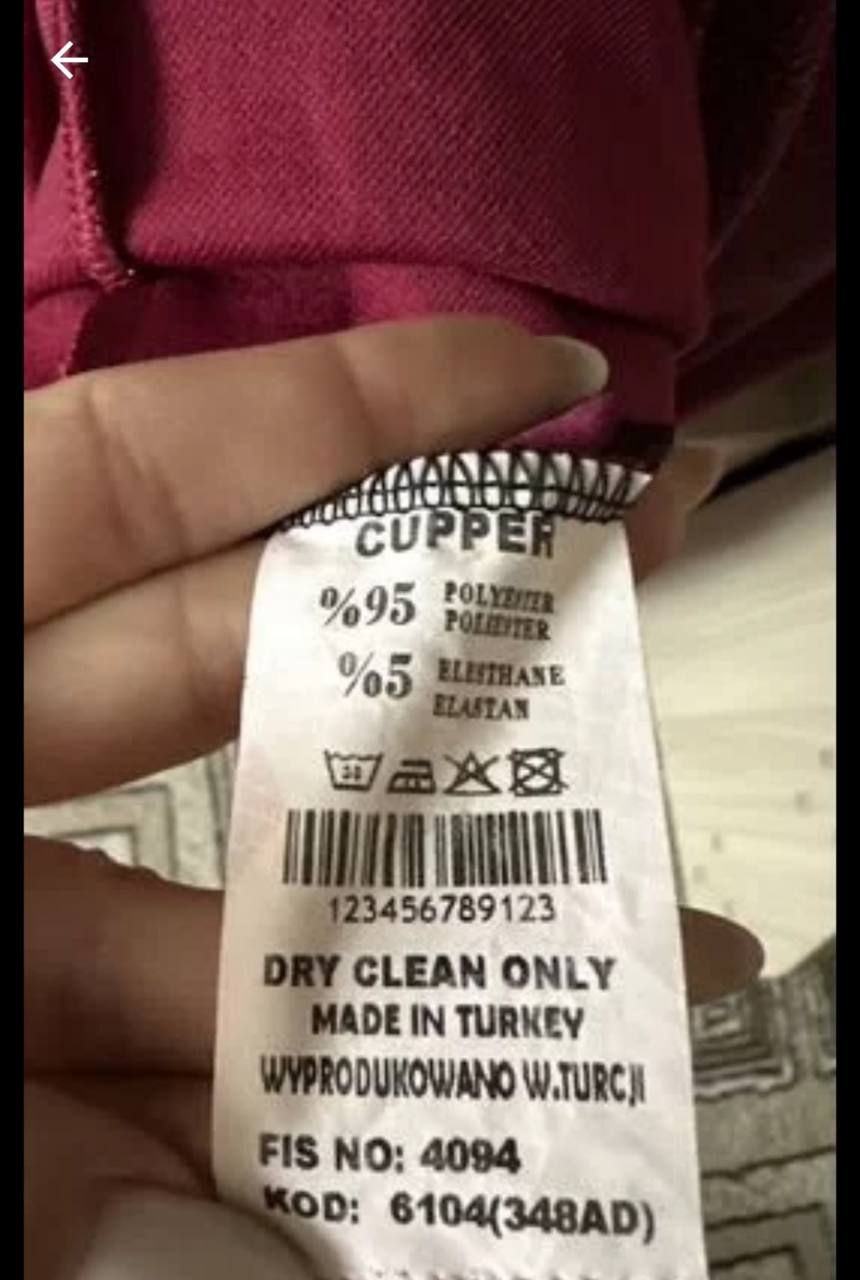 CUPPER
%95 POLYESTER
POLIESTER
%5 ELESTHANE
ELASTAN
30
123456789123
DRY CLEAN ONLY
MADE IN TURKEY
WYPRODUKOWANO W.TURCJI
FIS NO: 4094
KOD: 6104(348AD)